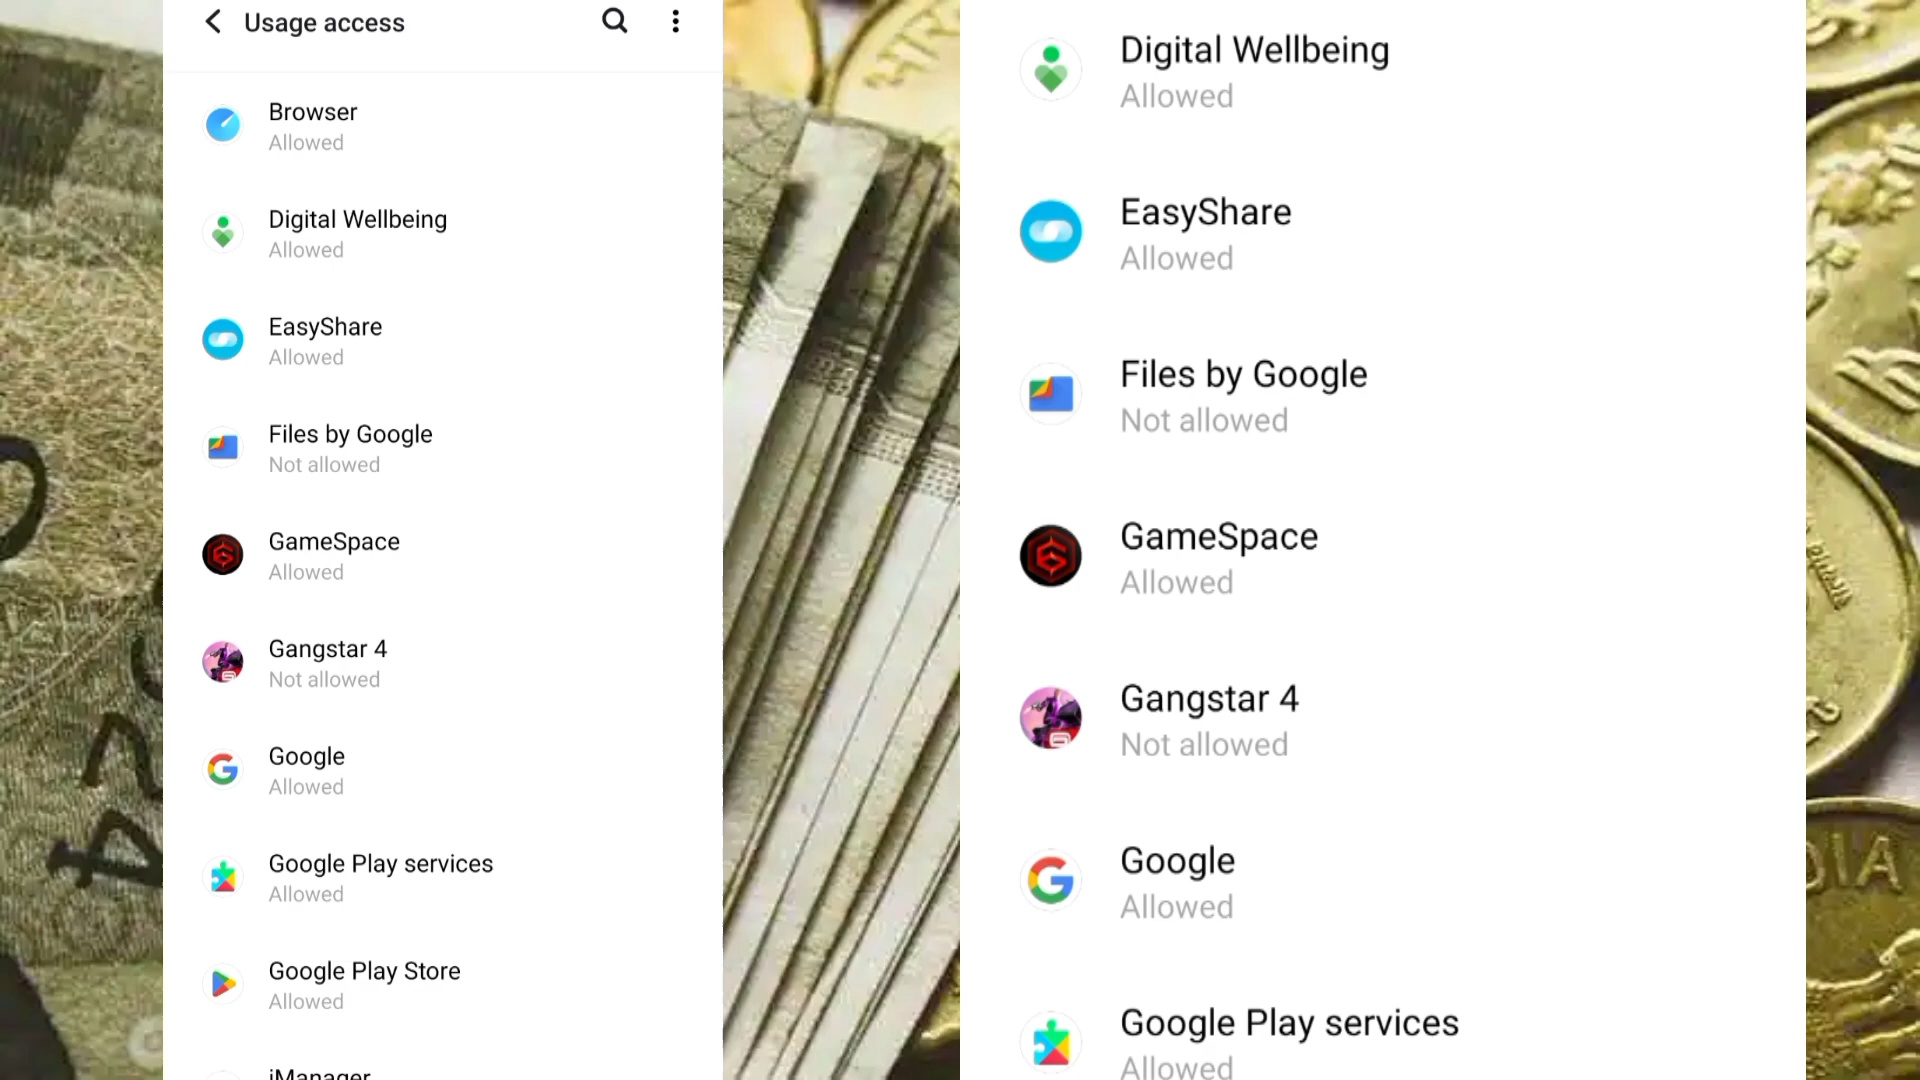 Usage access
Browser
Allowed
Digital Wellbeing
Allowed
EasyShare
Allowed
Files by Google
Not allowed
GameSpace
Allowed
Gangstar 4
Not allowed
Google
Allowed
Google Play services
Allowed
Google Play Store
Allowed
iManager
Digital Wellbeing
Allowed
EasyShare
Allowed
Files by Google
Not allowed
GameSpace
Allowed
Gangstar 4
Not allowed
Google
Allowed
Google Play services
Allowed